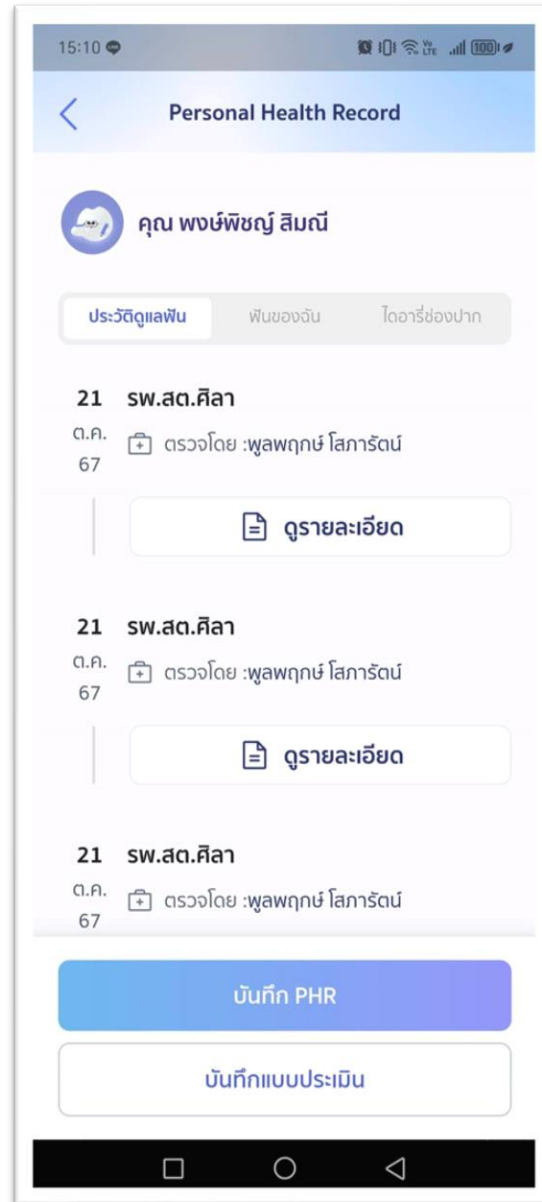 15:10
Vo
LTE
100
Personal Health Record
คุณ พงษ์พิชญ์ สิมณี
ประวัติดูแลฟัน ฟันของฉัน ไดอารี่ช่องปาก
21 รพ.สต.ศิลา
ต.ค. ตรวจโดย :พูลพฤกษ์ โสภารัตน์
67
ดูรายละเอียด
21 รพ.สต.ศิลา
ต.ค. ตรวจโดย :พูลพฤกษ์ โสภารัตน์
67
ดูรายละเอียด
21 รพ.สต.ศิลา
ต.ค. ตรวจโดย :พูลพฤกษ์ โสภารัตน์
67
บันทึก PHR
บันทึกแบบประเมิน